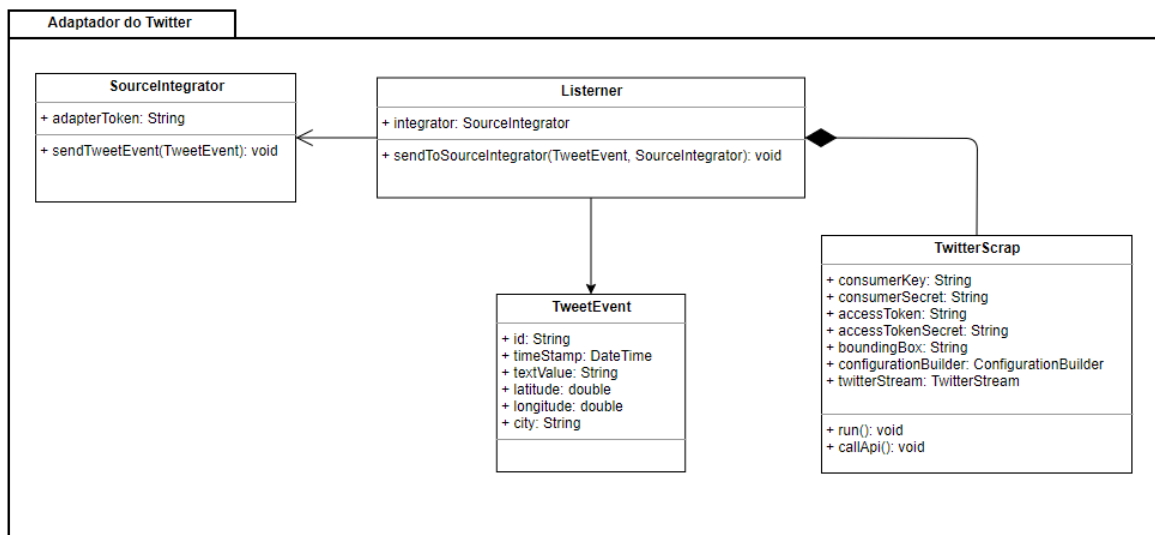 Adaptador do Twitter
SourceIntegrator
+ adapterToken: String
+ sendTweetEvent(TweetEvent): void
Listerner
+ integrator: SourceIntegrator
+ sendToSourceIntegrator(TweetEvent, SourceIntegrator): void
TwitterScrap
+ consumerKey: String
+ consumerSecret: String
+ accessToken: String
+ accessTokenSecret: String
+ boundingBox: String
+ configurationBuilder: ConfigurationBuilder
+ twitterStream: TwitterStream
+ run(): void
+ callApi(): void
TweetEvent
+ id: String
+ timeStamp: DateTime
+ textValue: String
+ latitude: double
+ longitude: double
+ city: String